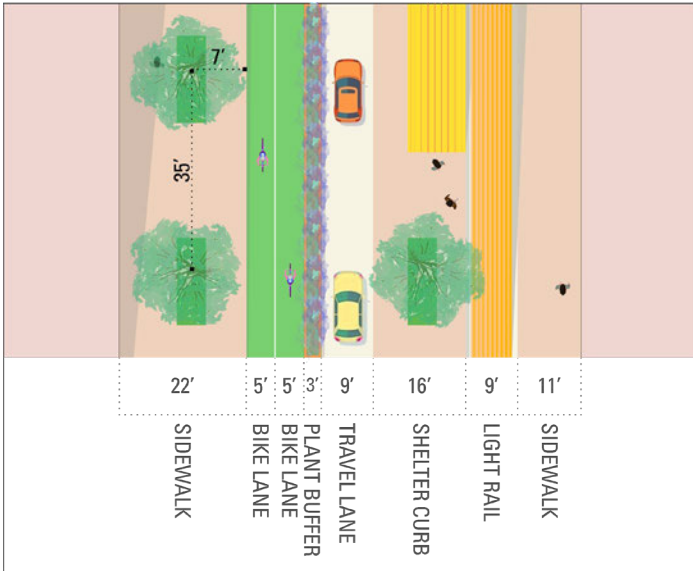 7′
35′
22′
5′
5′
3′
9′
16′
9′
11′
SIDEWALK
BIKE LANE
BIKE LANE
PLANT BUFFER
TRAVEL LANE
SHELTER CURB
LIGHT RAIL
SIDEWALK